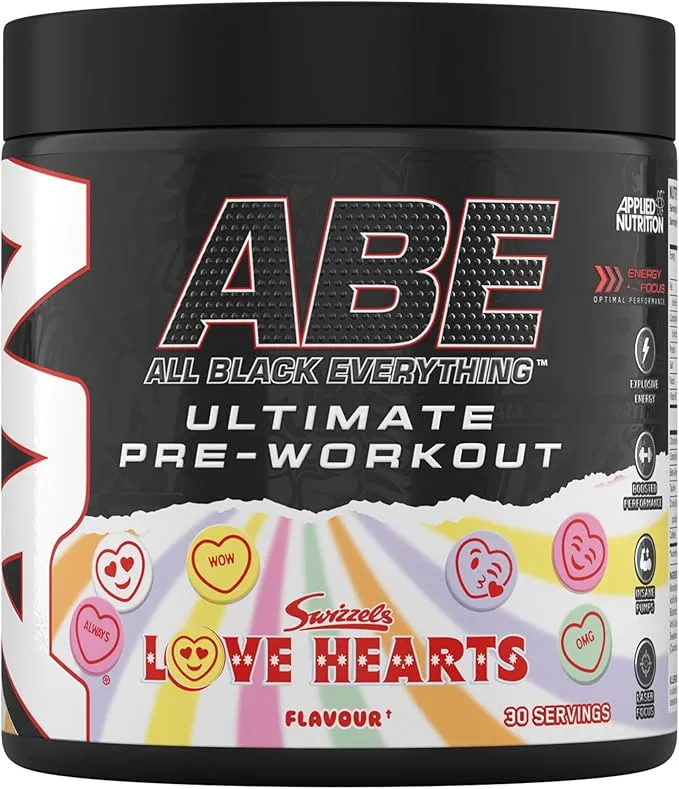 ABE
ALL BLACK EVERYTHING™
ULTIMATE
PRE-WORKOUT
APPLIED
NUTRITION
ENERGY
+ FOCUS
OPTIMAL PERFORMANCE
EXPLOSIVE
ENERGY
BOOSTED
PERFORMANCE
INSANE
PUMPS
LASER
FOCUS
WOW
ALWAYS
OMG
®
Swizzels
LOVE HEARTS
FLAVOUR†
30 SERVINGS